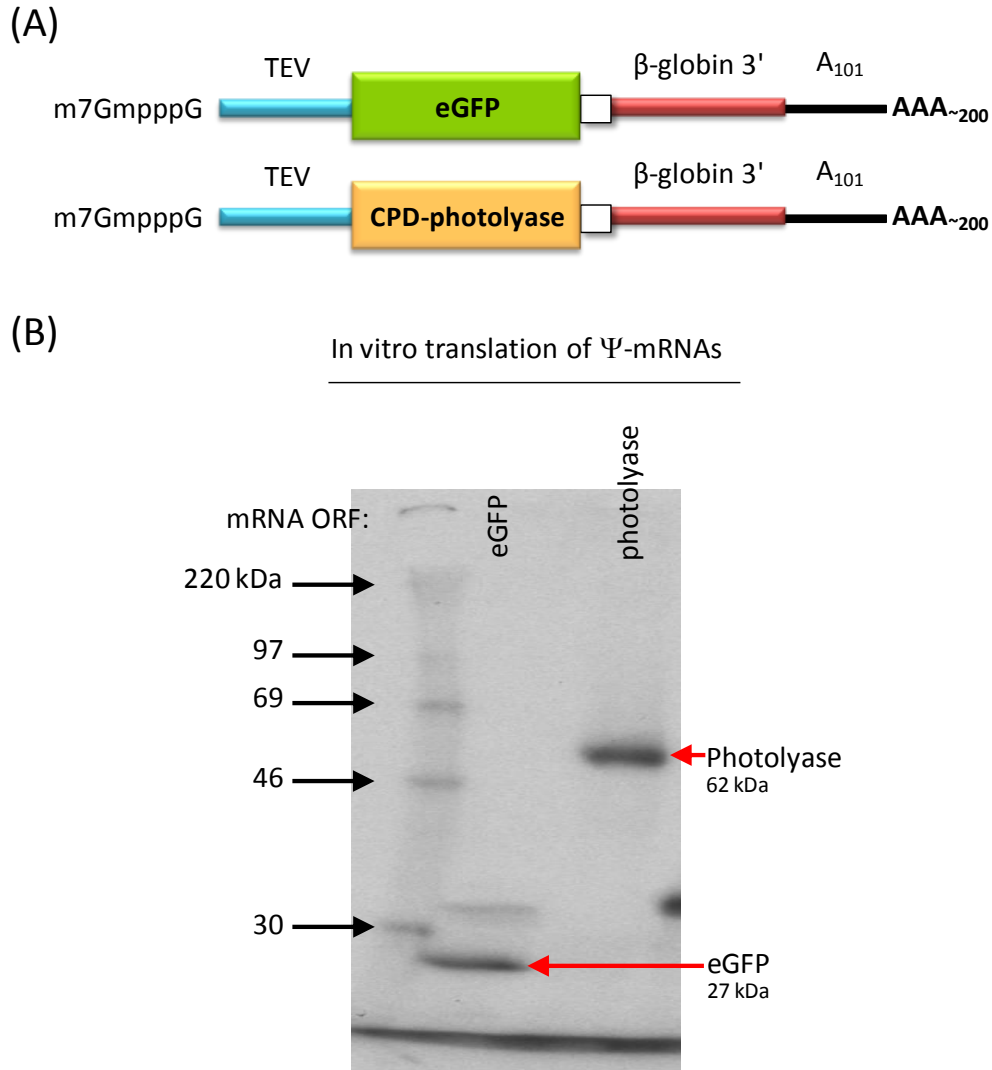 (A)
TEV
β-globin 3'
A101
m7GmpppG
eGFP
AAA~200
TEV
β-globin 3'
A101
m7GmpppG
CPD-photolyase
AAA~200
(B)
In vitro translation of Ψ-mRNAs
mRNA ORF:
eGFP
photolyase
220 kDa
97
69
46
30
Photolyase
62 kDa
eGFP
27 kDa